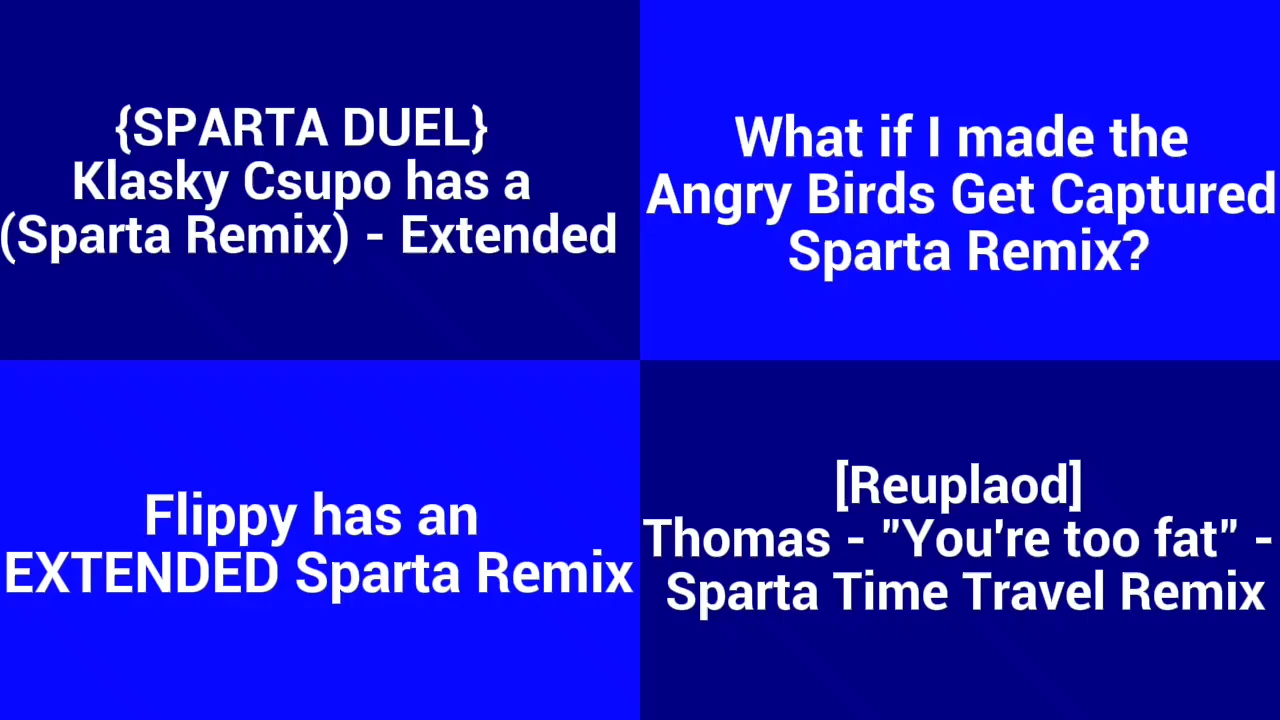 {SPARTA DUEL}
Klasky Csupo has a
(Sparta Remix) - Extended
What if I made the
Angry Birds Get Captured
Sparta Remix?
Flippy has an
EXTENDED Sparta Remix
[Reuplaod]
Thomas - "You're too fat" -
Sparta Time Travel Remix